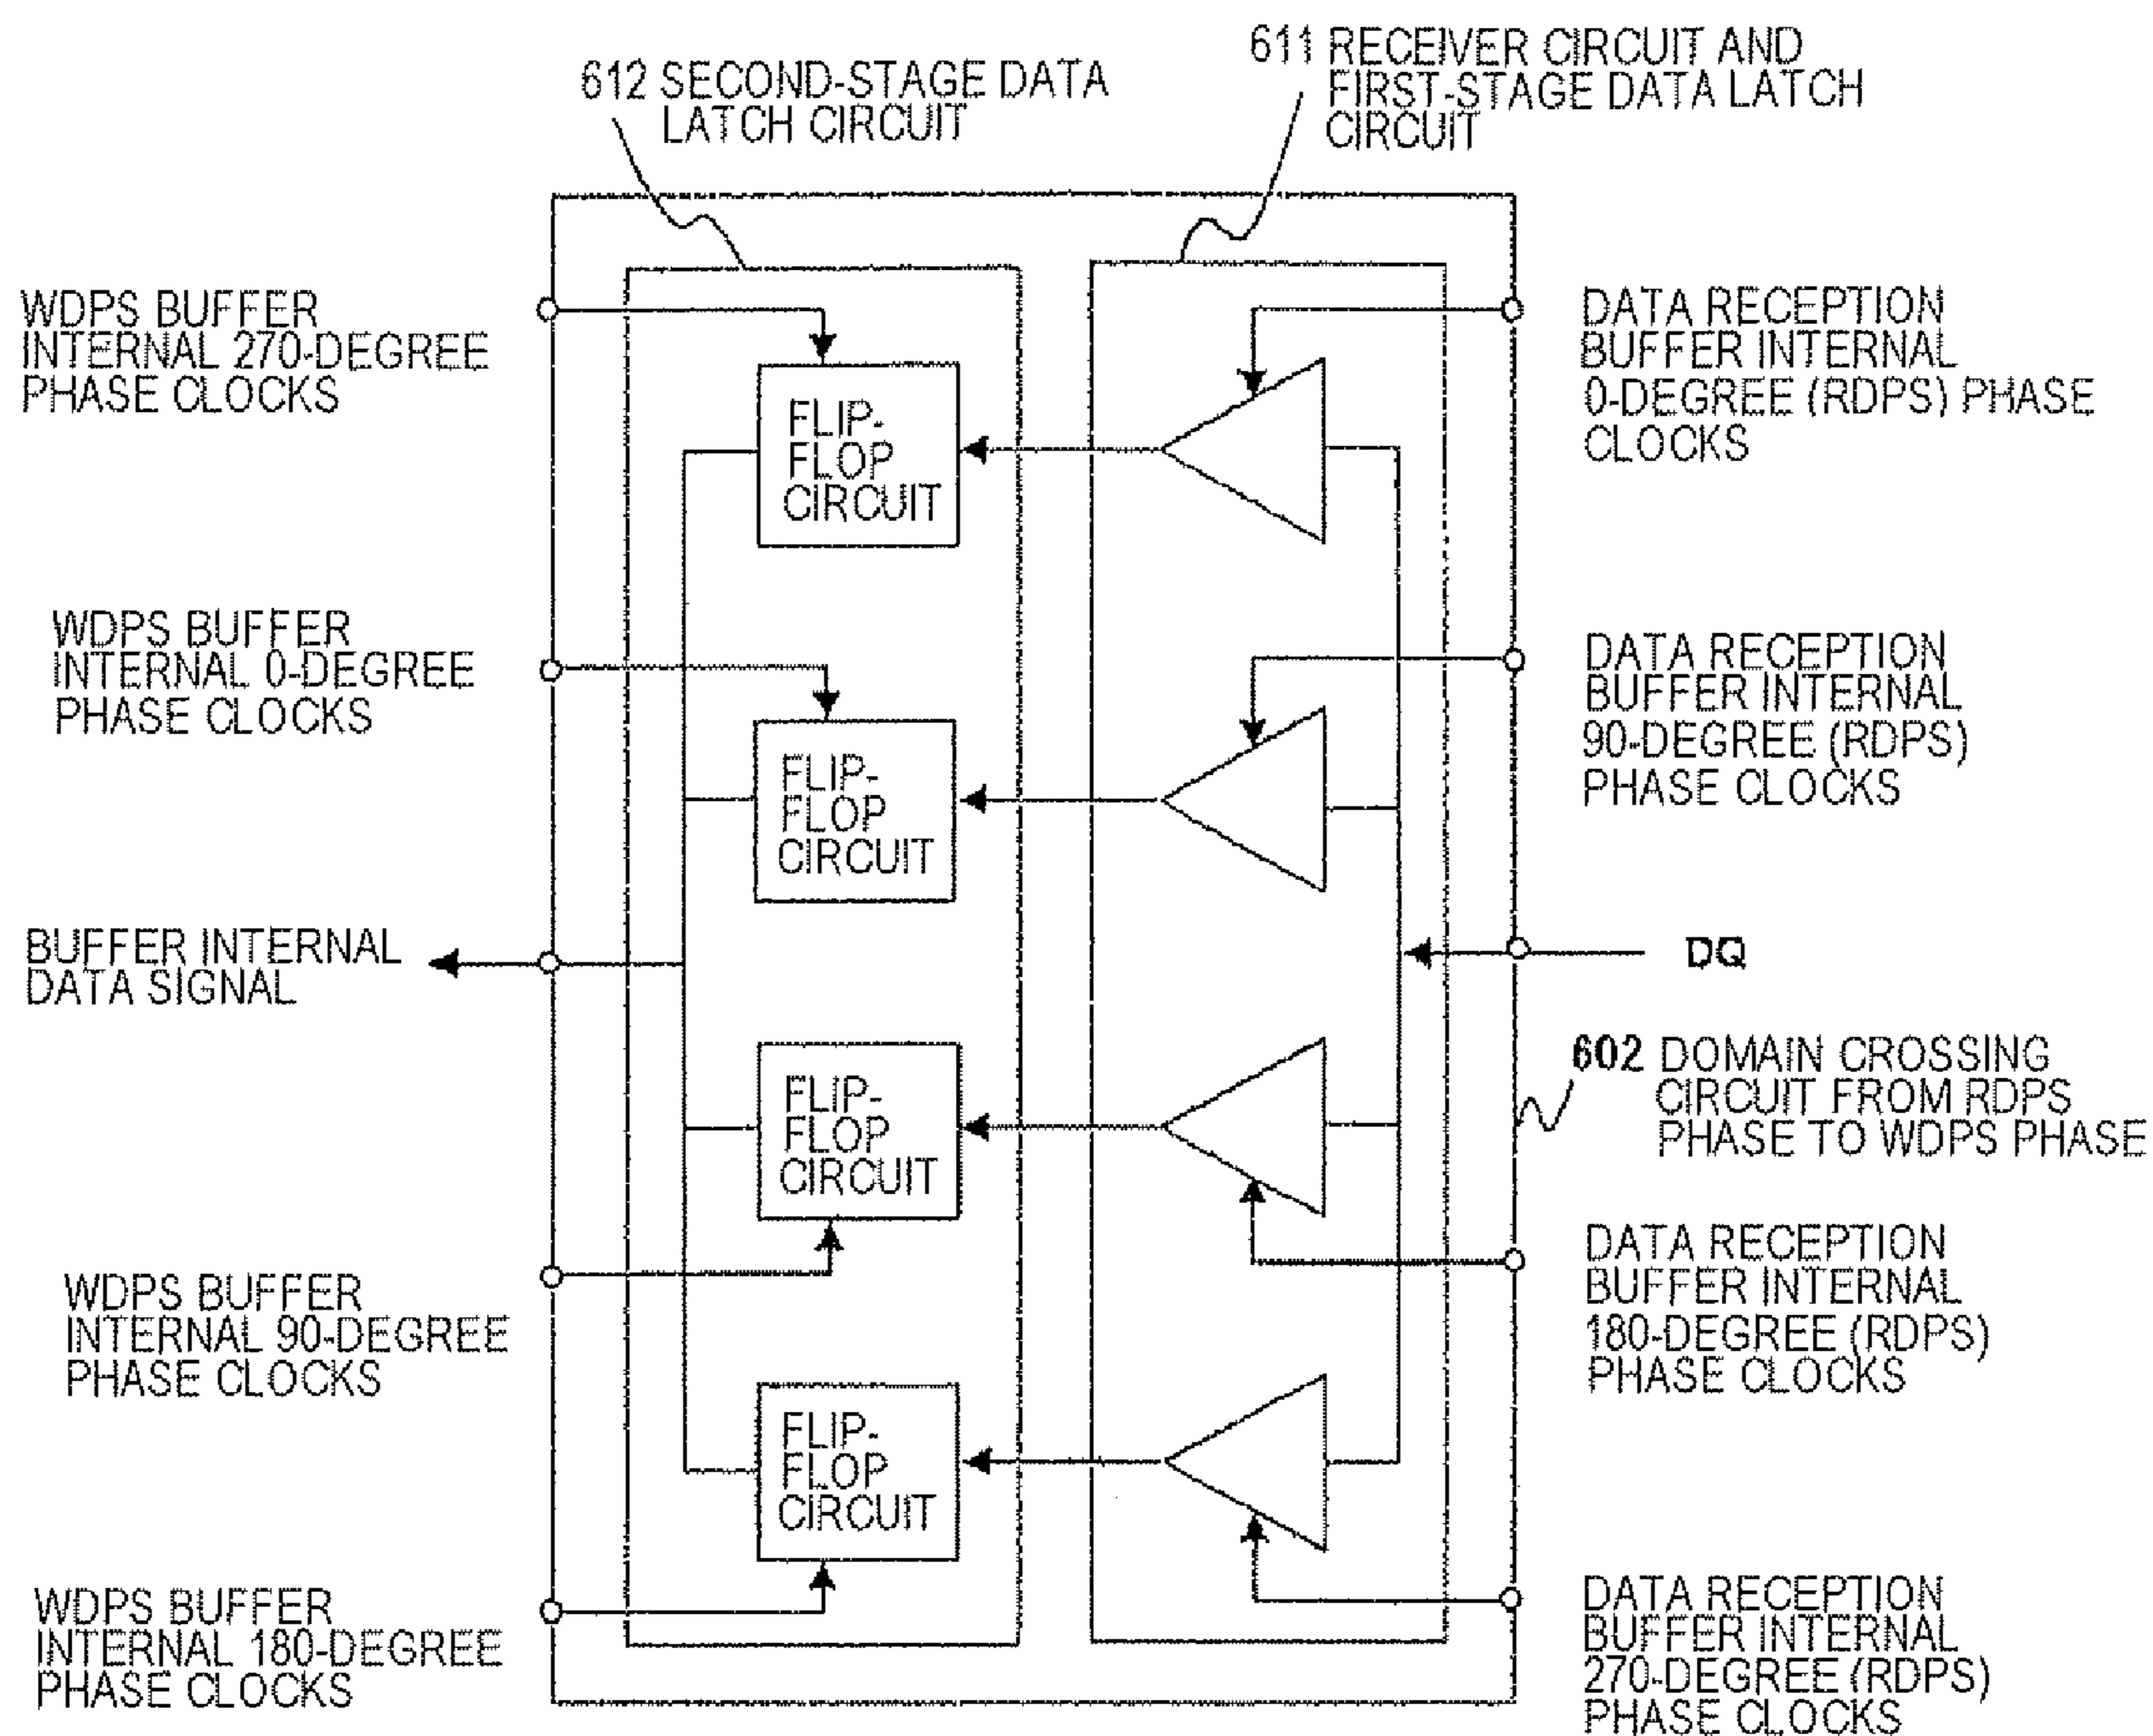 611 RECEIVER CIRCUIT AND
FIRST-STAGE DATA LATCH
CIRCUIT
612 SECOND-STAGE DATA
LATCH CIRCUIT
WDPS BUFFER
INTERNAL 270-DEGREE
PHASE CLOCKS
FLIP-
FLOP
CIRCUIT
DATA RECEPTION
BUFFER INTERNAL
0-DEGREE (RDPS) PHASE
CLOCKS
WDPS BUFFER
INTERNAL 0-DEGREE
PHASE CLOCKS
FLIP-
FLOP
CIRCUIT
DATA RECEPTION
BUFFER INTERNAL
90-DEGREE (RDPS)
PHASE CLOCKS
BUFFER INTERNAL
DATA SIGNAL
DQ
602 DOMAIN CROSSING
CIRCUIT FROM RDPS
PHASE TO WDPS PHASE
FLIP-
FLOP
CIRCUIT
WDPS BUFFER
INTERNAL 90-DEGREE
PHASE CLOCKS
DATA RECEPTION
BUFFER INTERNAL
180-DEGREE (RDPS)
PHASE CLOCKS
FLIP-
FLOP
CIRCUIT
WDPS BUFFER
INTERNAL 180-DEGREE
PHASE CLOCKS
DATA RECEPTION
BUFFER INTERNAL
270-DEGREE (RDPS)
PHASE CLOCKS